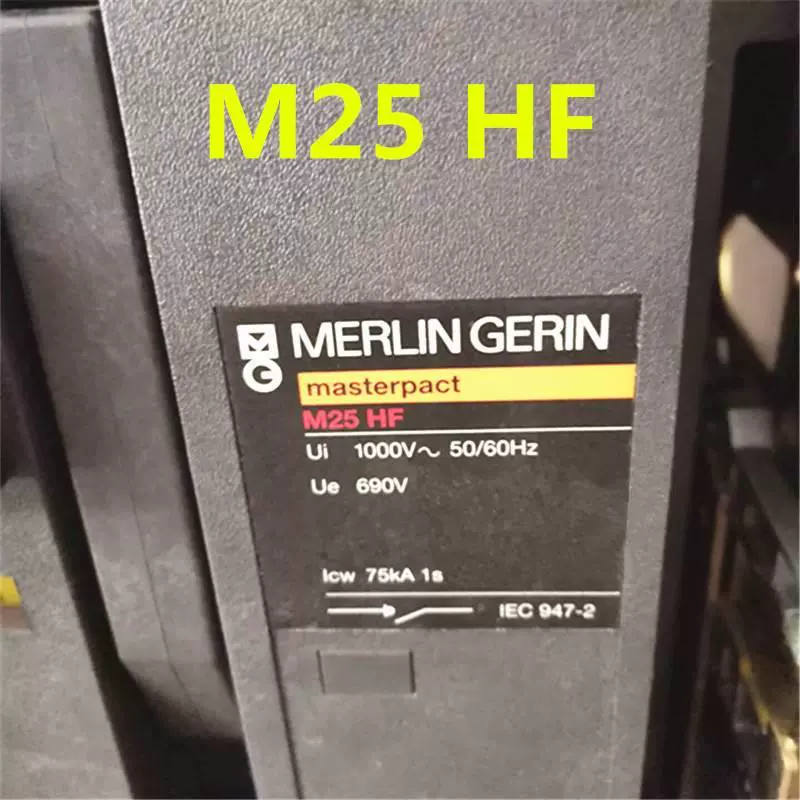 M25 HF
MERLIN GERIN
masterpact
M25 HF
Ui 1000V~ 50/60Hz
Ue 690V
Icw 75kA 1s
IEC 947-2